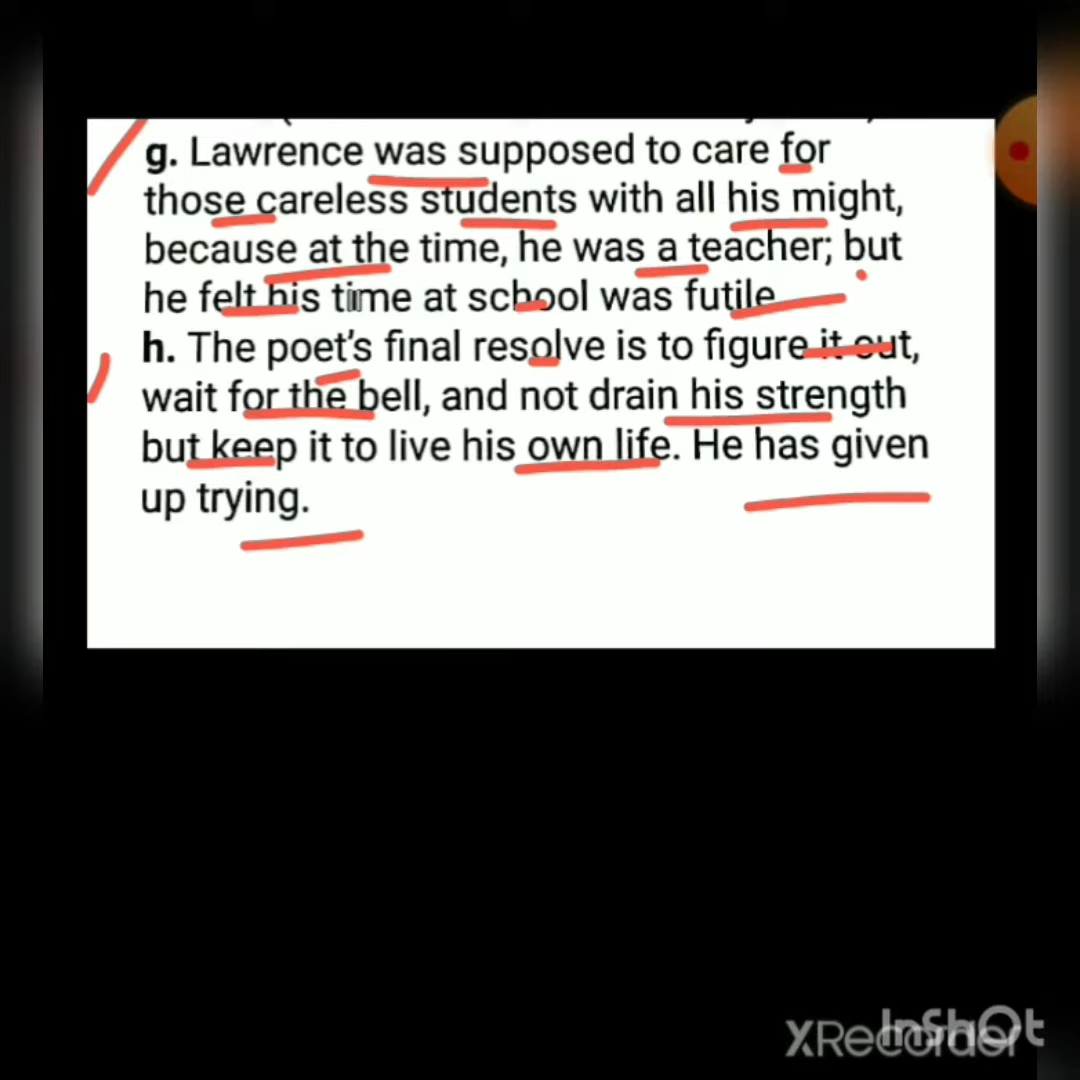 g. Lawrence was supposed to care for
those careless students with all his might,
because at the time, he was a teacher; but
he felt his time at school was futile
h. The poet's final resolve is to figure it out,
wait for the bell, and not drain his strength
but keep it to live his own life. He has given
up trying.
XRecorder
InShOt